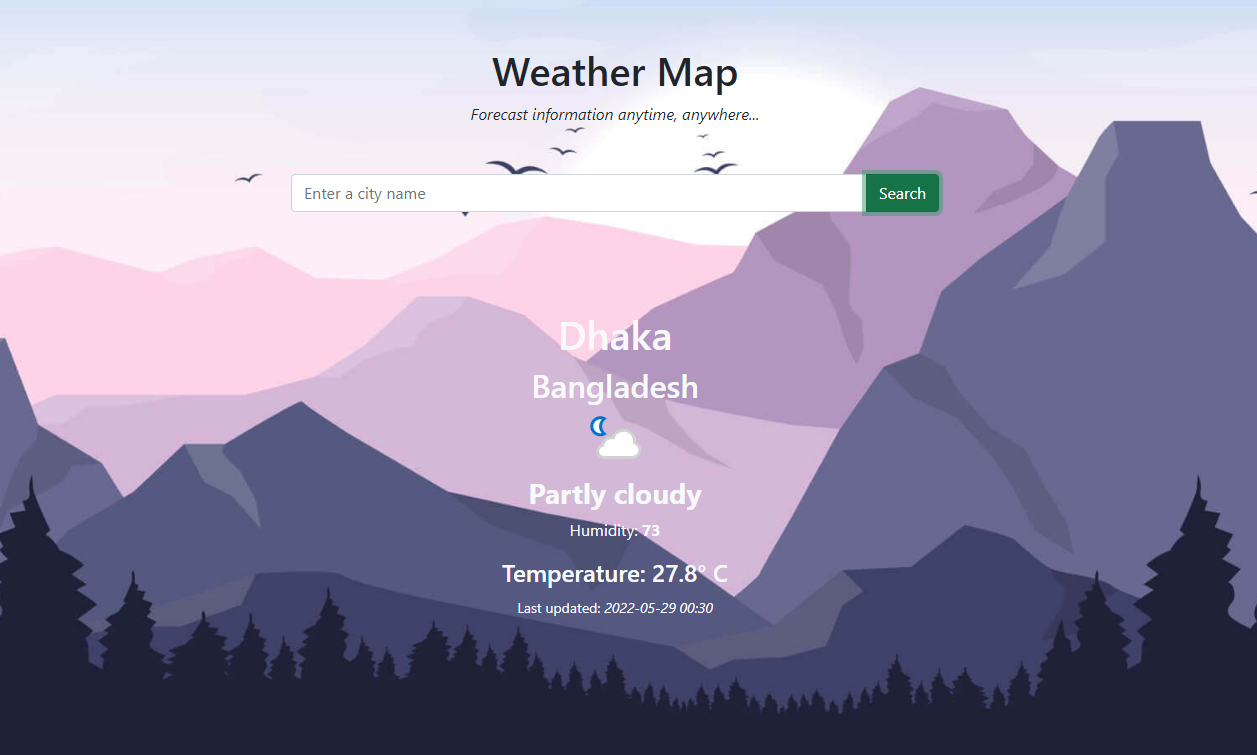 Weather Map
Forecast information anytime, anywhere...
Enter a city name
Search
Dhaka
Bangladesh
Partly cloudy
Humidity: 73
Temperature: 27.8° C
Last updated: 2022-05-29 00:30